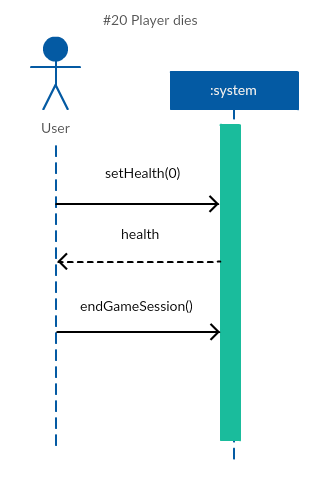 #20 Player dies
:system
User
setHealth(0)
health
endGameSession()